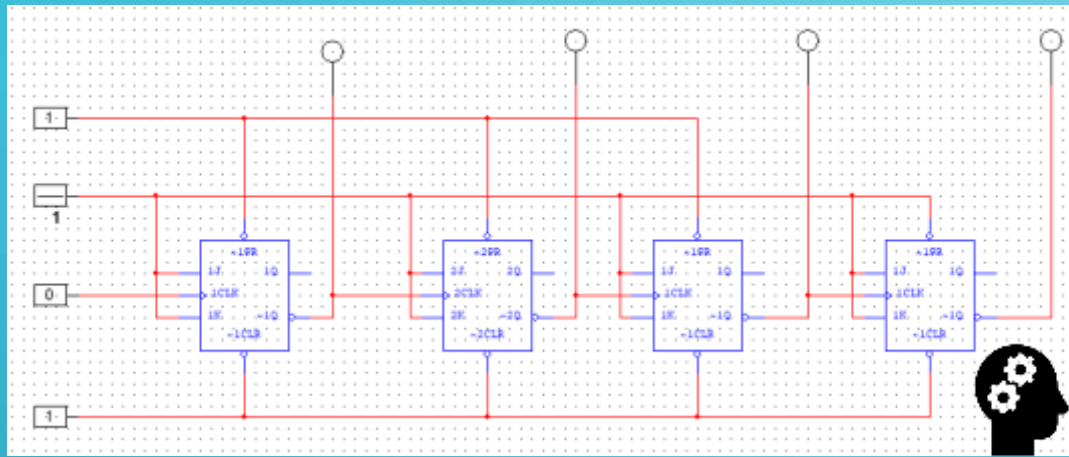 1
1
0
1
~1PR
1J 1Q
1CLK
1K ~1Q
~1CLR
~2PR
2J 2Q
2CLK
2K ~2Q
~2CLR
~1PR
1J 1Q
1CLK
1K ~1Q
~1CLR
~1PR
1J 1Q
1CLK
1K ~1Q
~1CLR